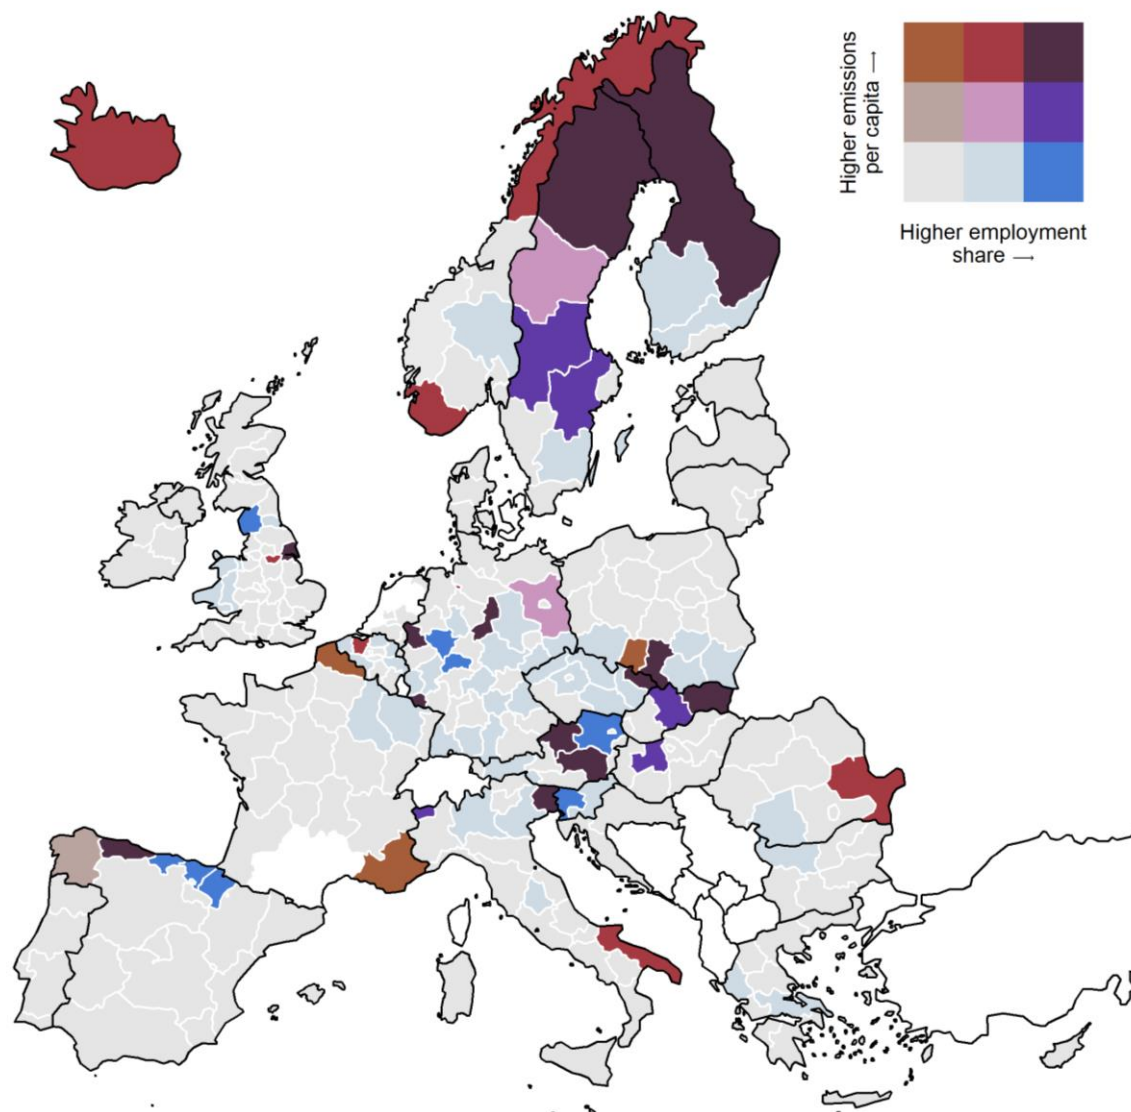 Higher emissions
per capita →
Higher employment
share →